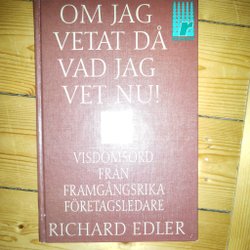 OM JAG
VETAT DÅ
VAD JAG
VET NU!
VISDOMSORD
FRÅN
FRAMGÅNGSRIKA
FÖRETAGSLEDARE
RICHARD EDLER